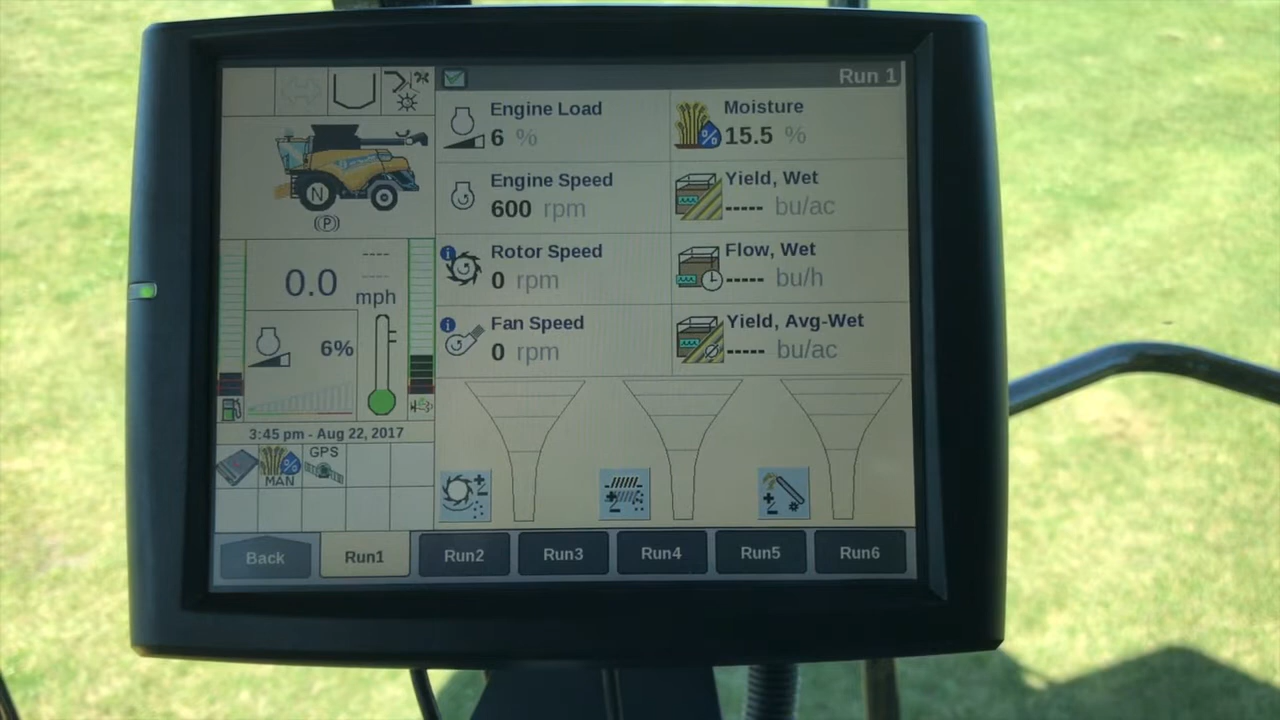 Run 1
Engine Load
6 %
Moisture
15.5 %
Engine Speed
600 rpm
Yield, Wet
----- bu/ac
Rotor Speed
0 rpm
Flow, Wet
----- bu/h
Fan Speed
0 rpm
Yield, Avg-Wet
----- bu/ac
N
(P)
----
0.0
----
mph
6%
3:45 pm - Aug 22, 2017
MAN
GPS
Back
Run1
Run2
Run3
Run4
Run5
Run6